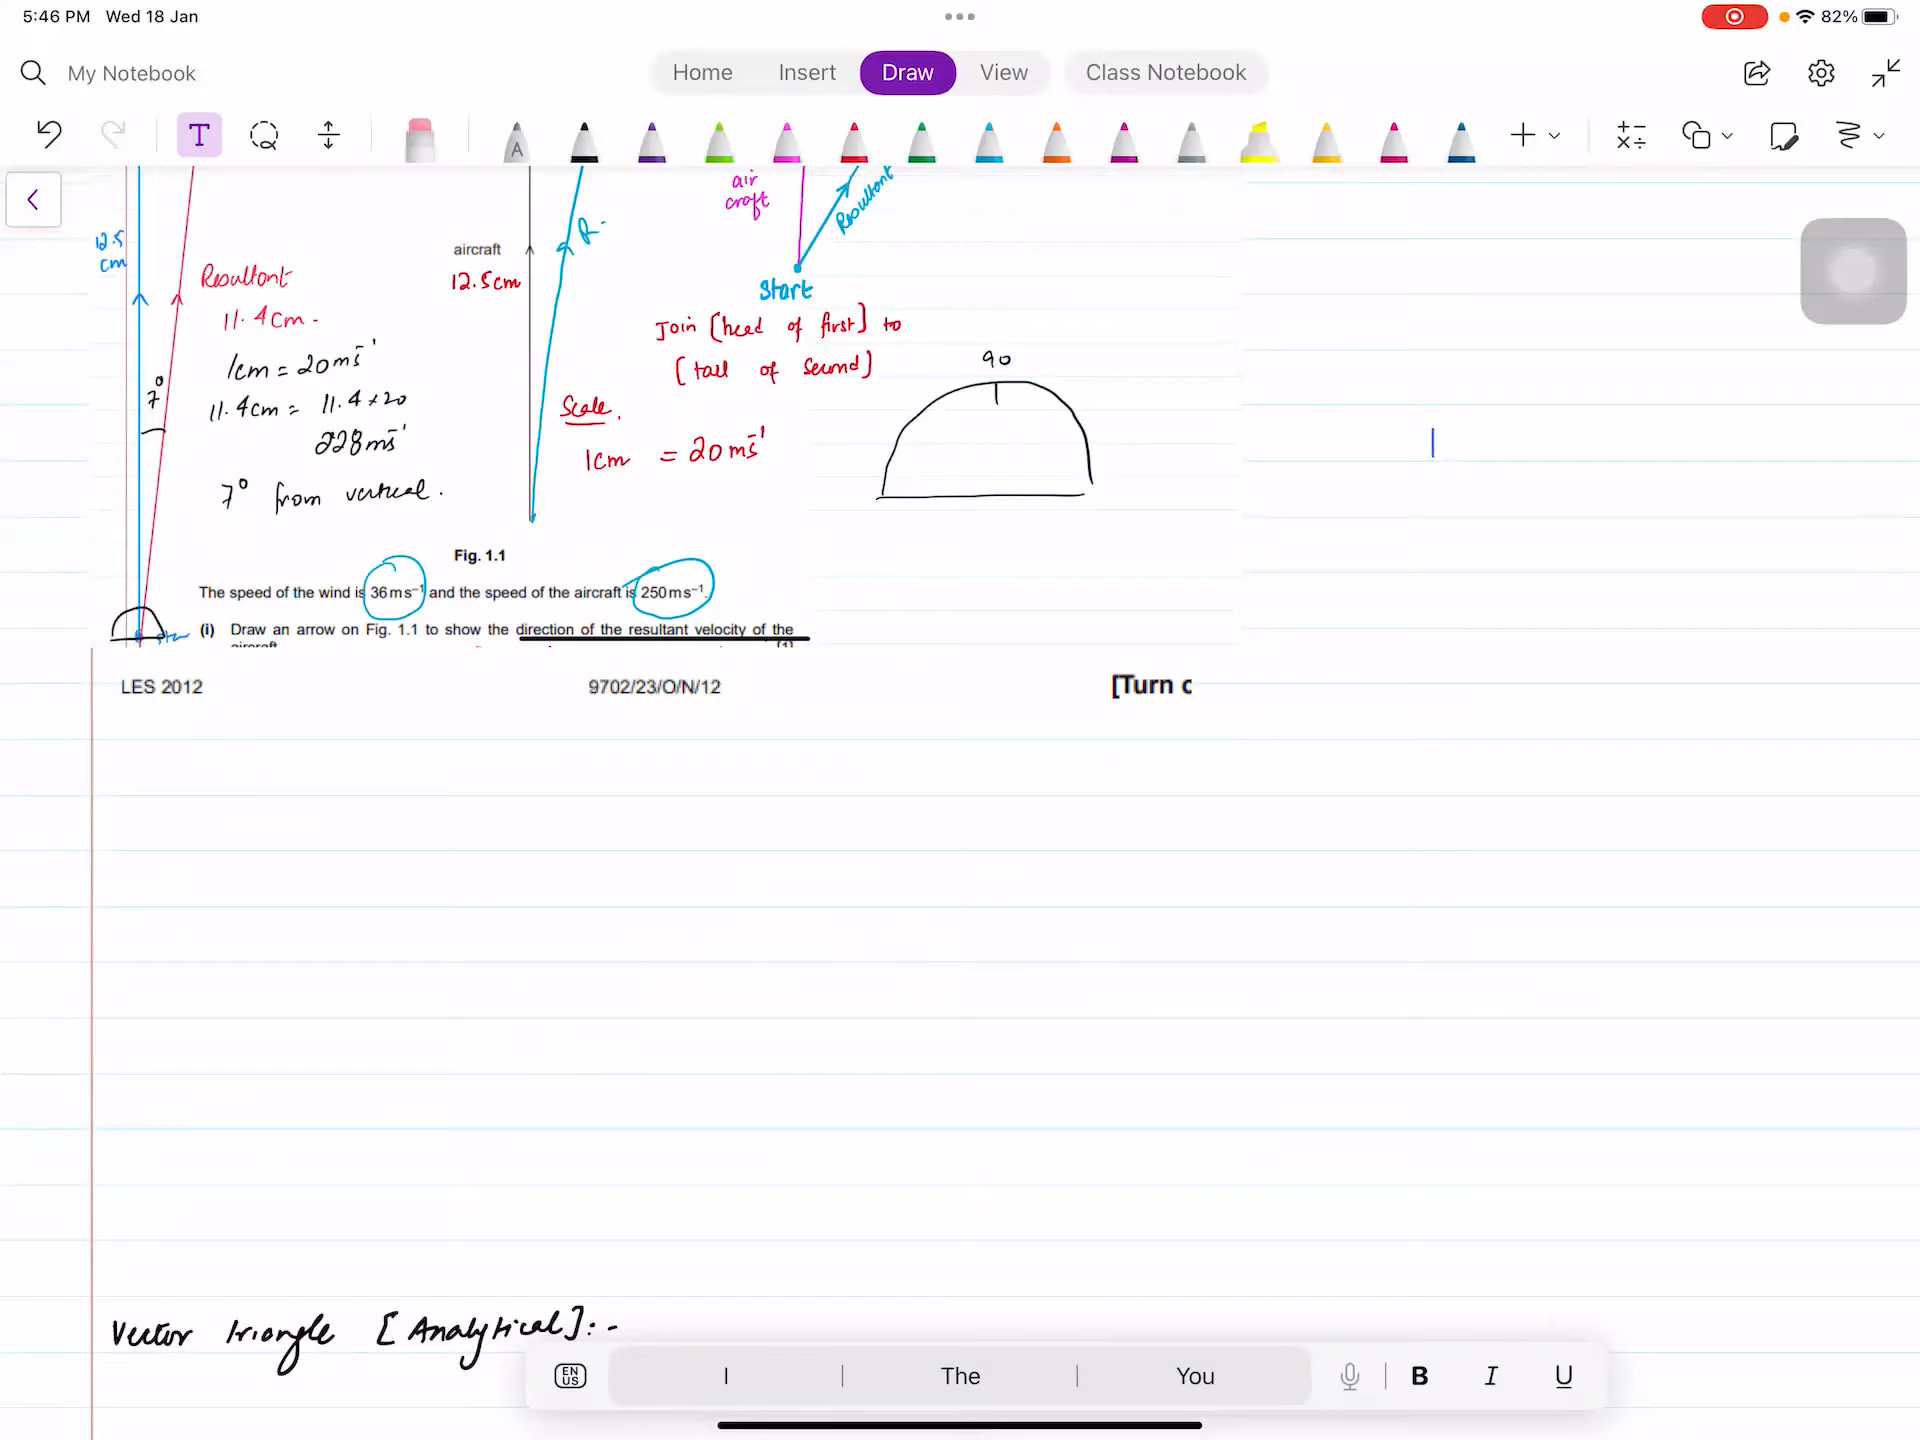 5:46 PM Wed 18 Jan
82%
My Notebook
Home Insert Draw View Class Notebook
T
A
air
craft
Resultant
12.5
cm
R
aircraft
12.5cm
Resultant
11.4cm.
Start
Join [head of first] to
[tail of second]
1cm = 20ms⁻¹
90
7°
11.4cm = 11.4×20
228ms⁻¹
Scale.
1cm = 20ms⁻¹
7° from vertical.
Fig. 1.1
The speed of the wind is 36 m s⁻¹ and the speed of the aircraft is 250 m s⁻¹.
(i) Draw an arrow on Fig. 1.1 to show the direction of the resultant velocity of the
aircraft. [1]
LES 2012 9702/23/O/N/12 [Turn o
Vector triangle [Analytical]:-
EN
US
I The You
B I U